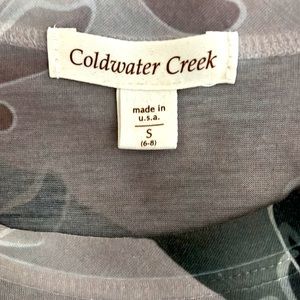 Coldwater Creek
made in
u.s.a.
S
(6-8)